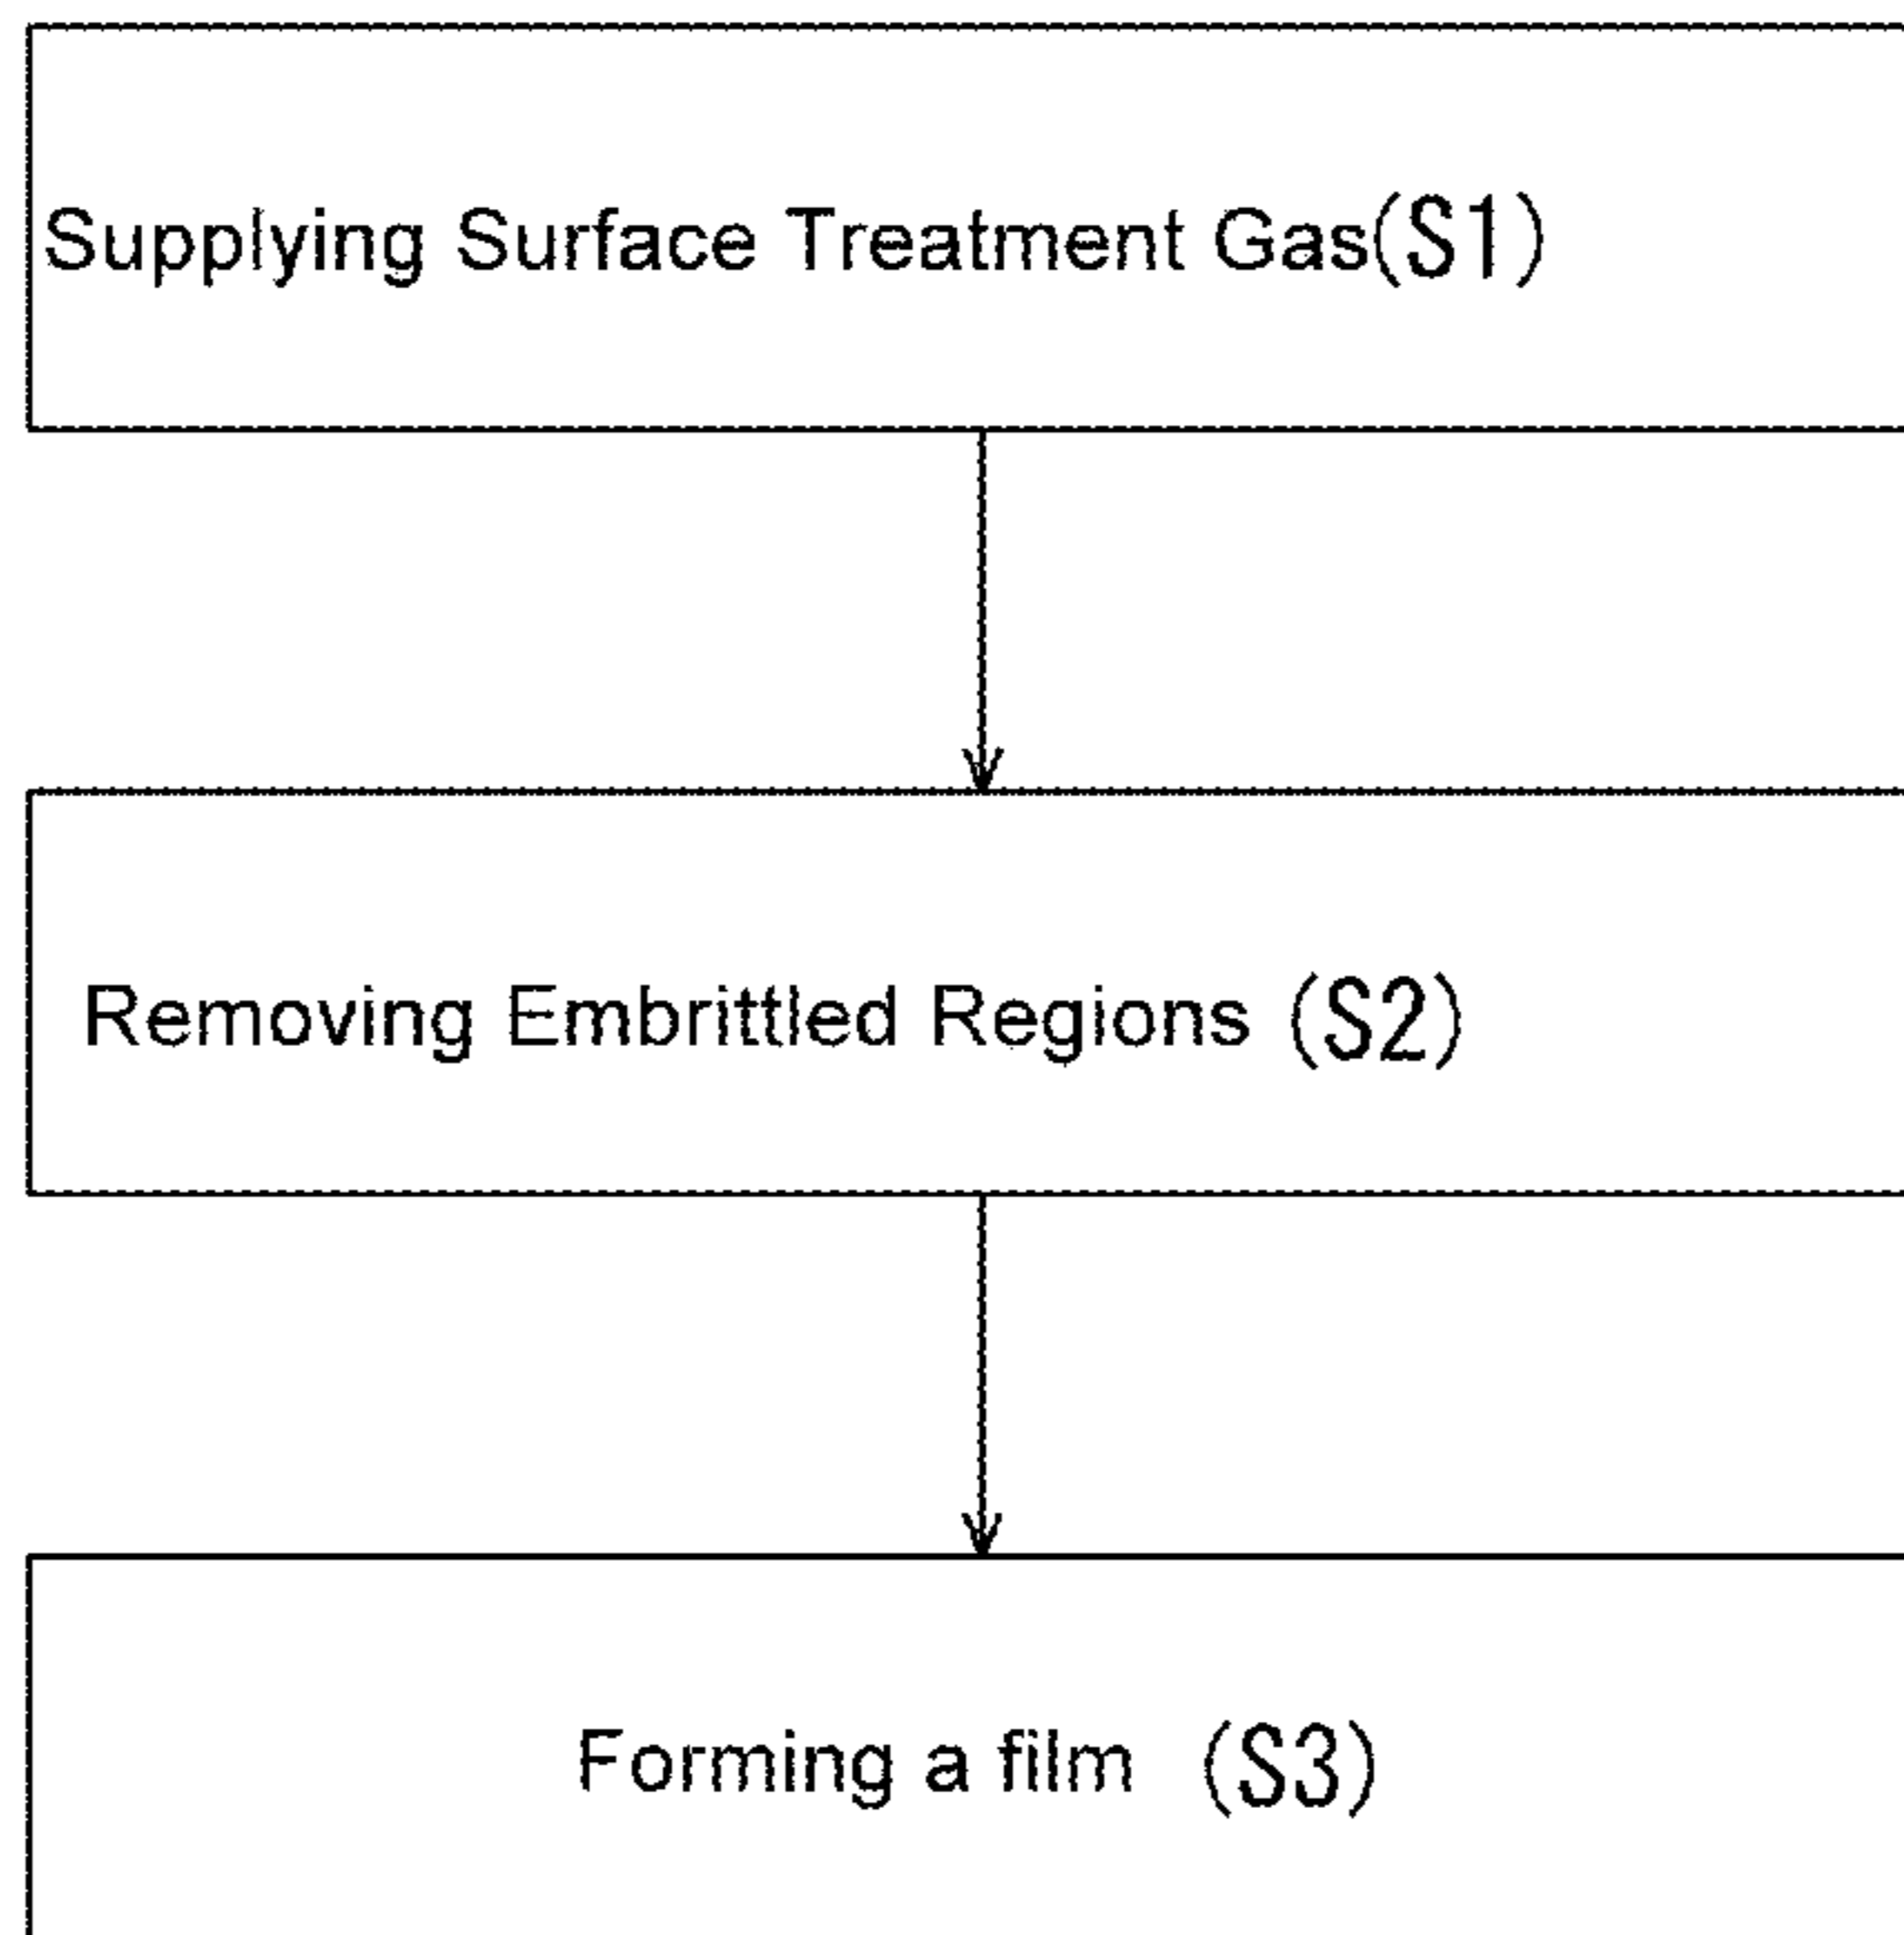 Supplying Surface Treatment Gas(S1)
Removing Embrittled Regions (S2)
Forming a film (S3)